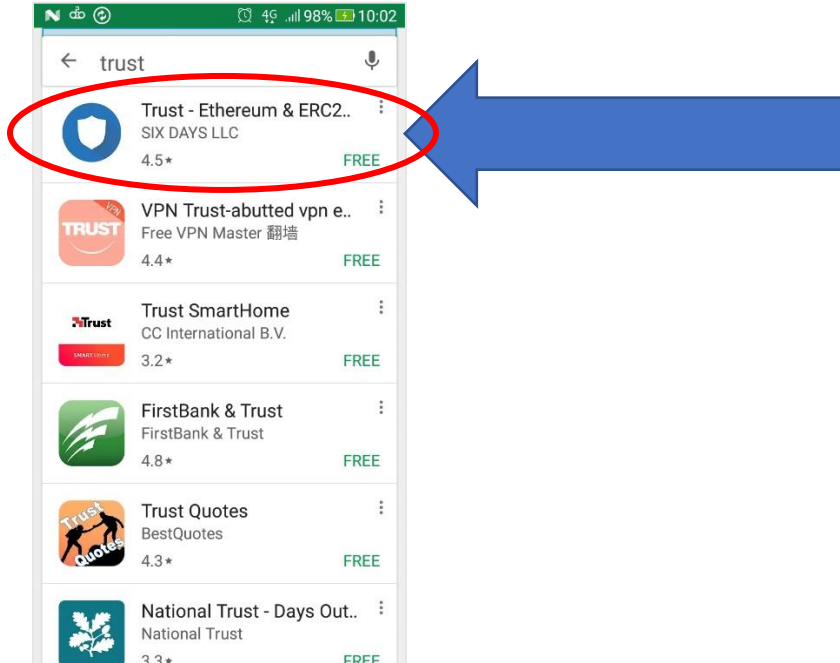 4G 98% 10:02
trust
Trust - Ethereum & ERC2..
SIX DAYS LLC
4.5★
FREE
VPN
TRUST
VPN Trust-abutted vpn e..
Free VPN Master 翻墙
4.4★
FREE
Trust
SMART Home
Trust SmartHome
CC International B.V.
3.2★
FREE
FirstBank & Trust
FirstBank & Trust
4.8★
FREE
Trust
Quotes
Trust Quotes
BestQuotes
4.3★
FREE
National Trust - Days Out..
National Trust
3.3★
FREE